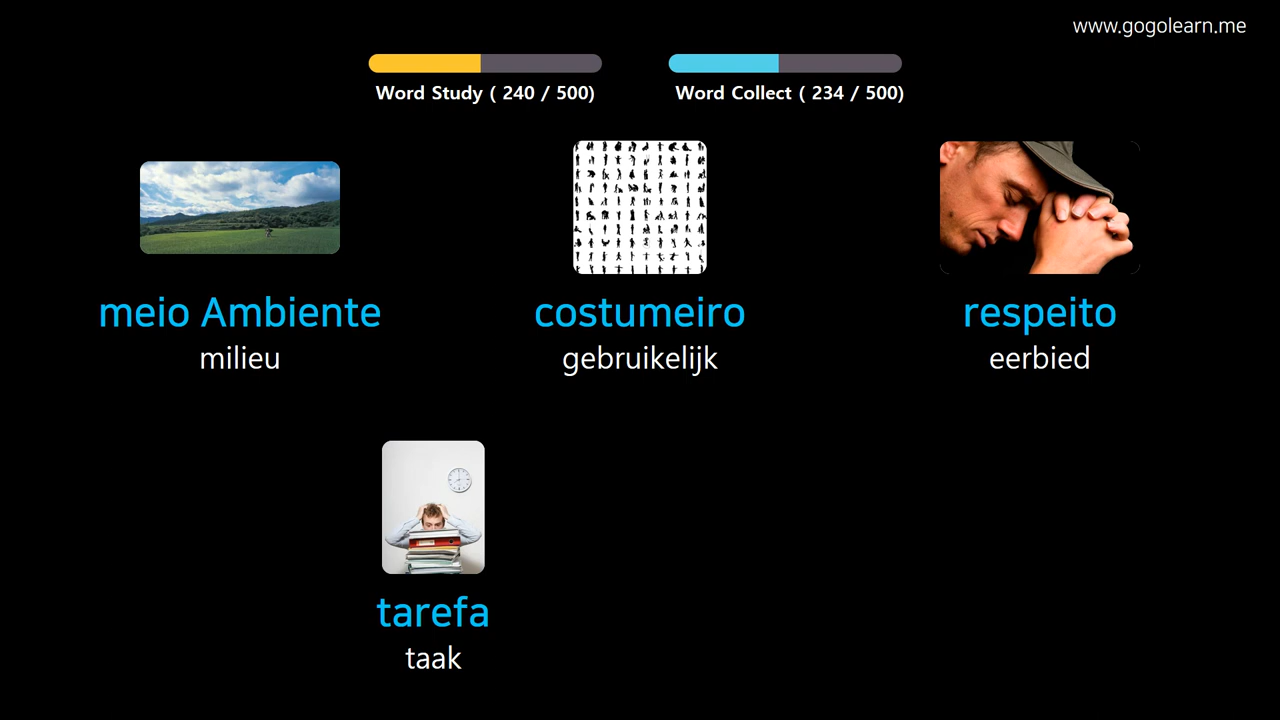 www.gogolearn.me
Word Study ( 240 / 500)
Word Collect ( 234 / 500)
meio Ambiente
milieu
costumeiro
gebruikelijk
respeito
eerbied
tarefa
taak